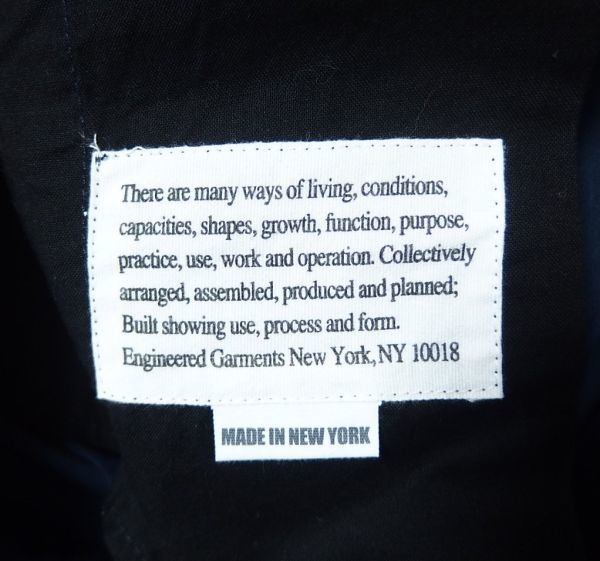 There are many ways of living, conditions,
capacities, shapes, growth, function, purpose,
practice, use, work and operation. Collectively
arranged, assembled, produced and planned;
Built showing use, process and form.
Engineered Garments New York, NY 10018
MADE IN NEW YORK